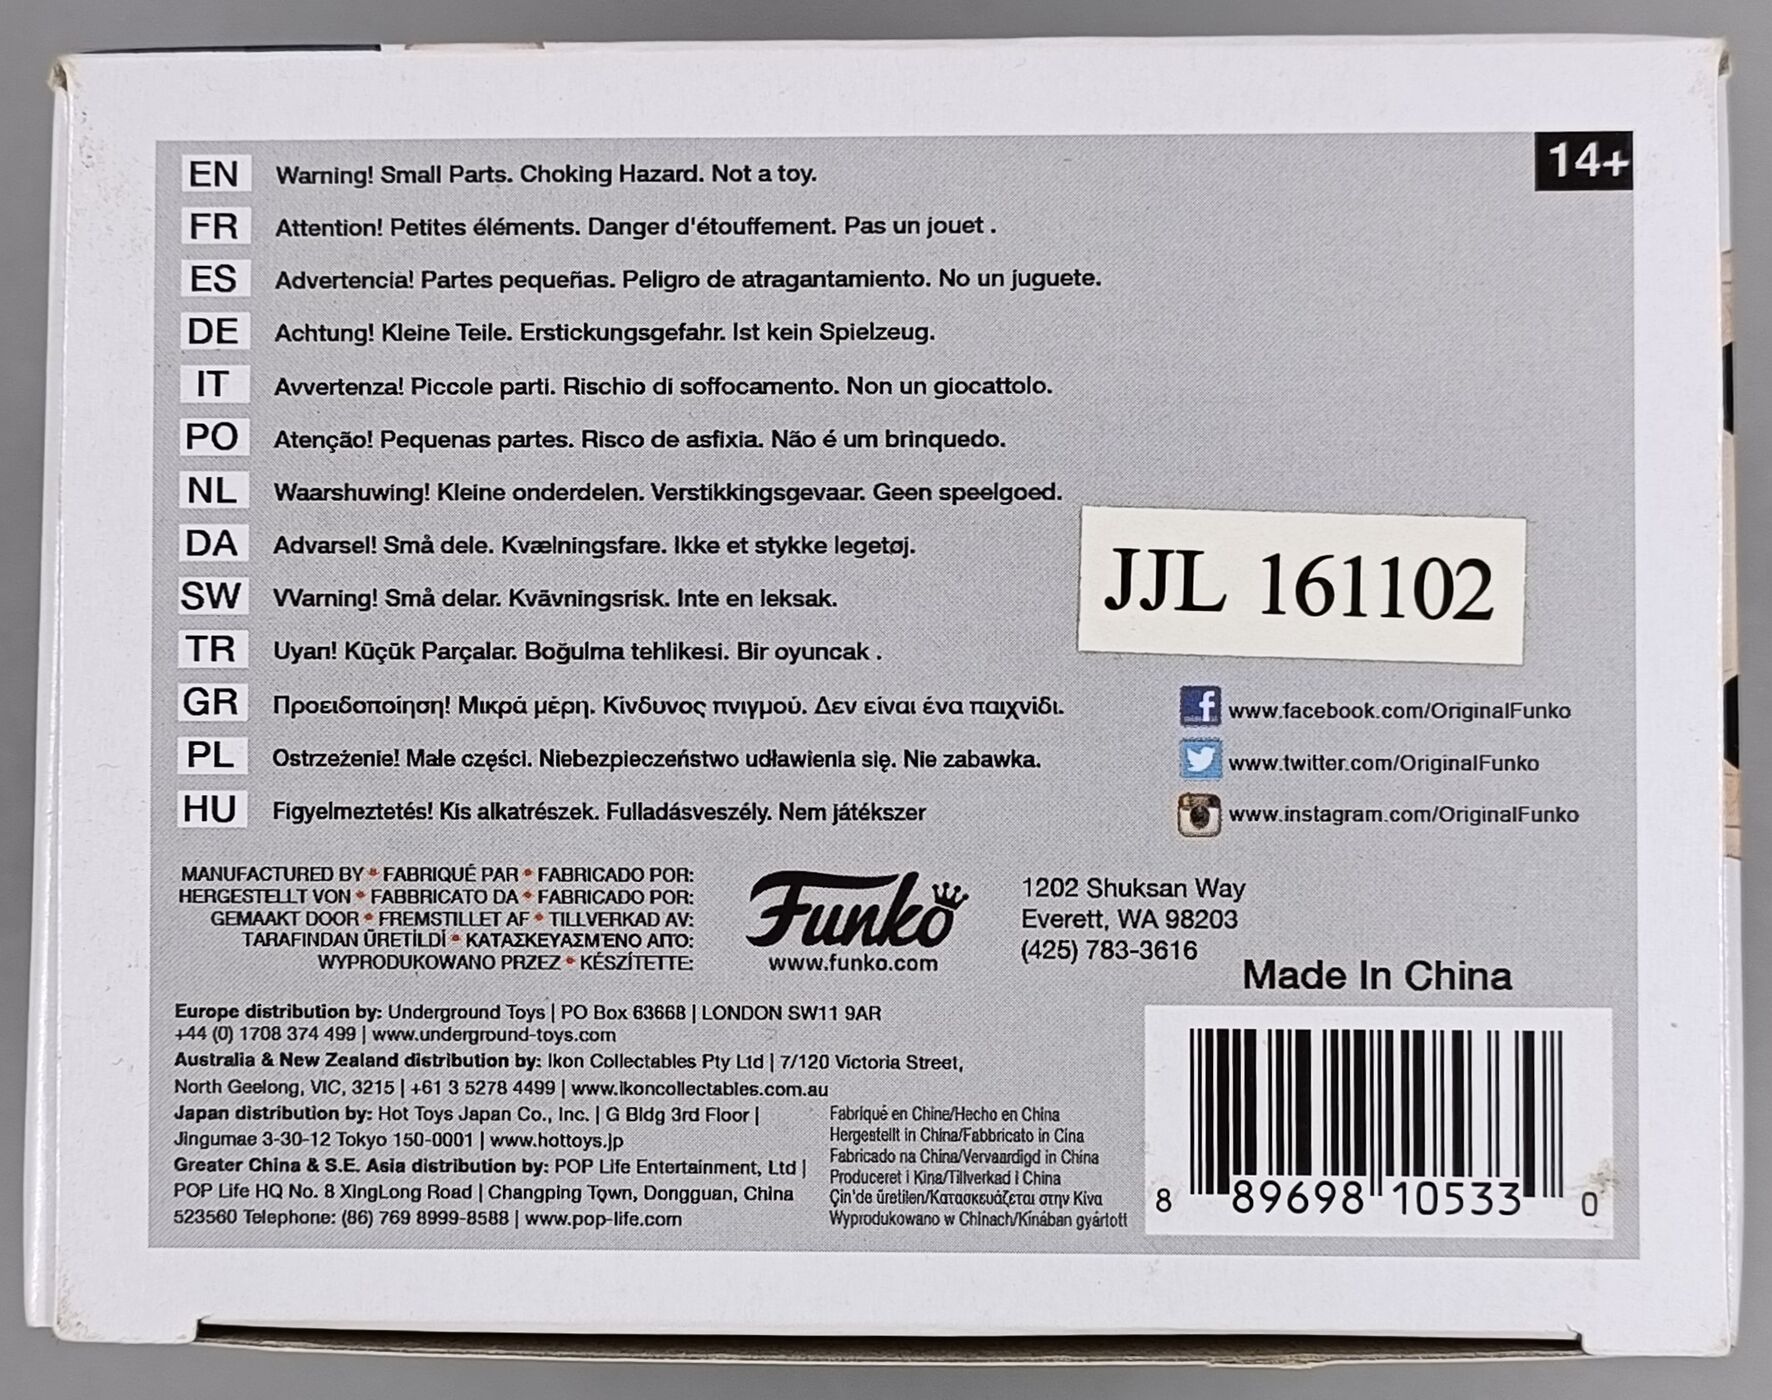 14+
EN Warning! Small Parts. Choking Hazard. Not a toy.
FR Attention! Petites éléments. Danger d'étouffement. Pas un jouet .
ES Advertencia! Partes pequeñas. Peligro de atragantamiento. No un juguete.
DE Achtung! Kleine Teile. Erstickungsgefahr. Ist kein Spielzeug.
IT Avvertenza! Piccole parti. Rischio di soffocamento. Non un giocattolo.
PO Atenção! Pequenas partes. Risco de asfixia. Não é um brinquedo.
NL Waarshuwing! Kleine onderdelen. Verstikkingsgevaar. Geen speelgoed.
DA Advarsel! Små dele. Kvælningsfare. Ikke et stykke legetøj.
SW Warning! Små delar. Kvävningsrisk. Inte en leksak.
TR Uyarı! Küçük Parçalar. Boğulma tehlikesi. Bir oyuncak .
GR Προειδοποίηση! Μικρά μέρη. Κίνδυνος πνιγμού. Δεν είναι ένα παιχνίδι.
PL Ostrzeżenie! Małe części. Niebezpieczeństwo udławienia się. Nie zabawka.
HU Figyelmeztetés! Kis alkatrészek. Fulladásveszély. Nem játékszer
JJL 161102
www.facebook.com/OriginalFunko
www.twitter.com/OriginalFunko
www.instagram.com/OriginalFunko
MANUFACTURED BY • FABRIQUÉ PAR • FABRICADO POR:
HERGESTELLT VON • FABBRICATO DA • FABRICADO POR:
GEMAAKT DOOR • FREMSTILLET AF • TILLVERKAD AV:
TARAFINDAN ÜRETİLDİ • ΚΑΤΑΣΚΕΥΑΣΜΈΝΟ ΑΠΌ:
WYPRODUKOWANO PRZEZ • KÉSZÍTETTE:
Funko
www.funko.com
1202 Shuksan Way
Everett, WA 98203
(425) 783-3616
Made In China
Europe distribution by: Underground Toys | PO Box 63668 | LONDON SW11 9AR
+44 (0) 1708 374 499 | www.underground-toys.com
Australia & New Zealand distribution by: Ikon Collectables Pty Ltd | 7/120 Victoria Street,
North Geelong, VIC, 3215 | +61 3 5278 4499 | www.ikoncollectables.com.au
Japan distribution by: Hot Toys Japan Co., Inc. | G Bldg 3rd Floor |
Jingumae 3-30-12 Tokyo 150-0001 | www.hottoys.jp
Greater China & S.E. Asia distribution by: POP Life Entertainment, Ltd |
POP Life HQ No. 8 XingLong Road | Changping Town, Dongguan, China
523560 Telephone: (86) 769 8999-8588 | www.pop-life.com
Fabriqué en Chine/Hecho en China
Hergestellt in China/Fabbricato in Cina
Fabricado na China/Vervaardigd in China
Produceret i Kina/Tillverkad i China
Çin'de üretilen/Κατασκευάζεται στην Κίνα
Wyprodukowano w Chinach/Kínában gyártott
8 89698 10533 0